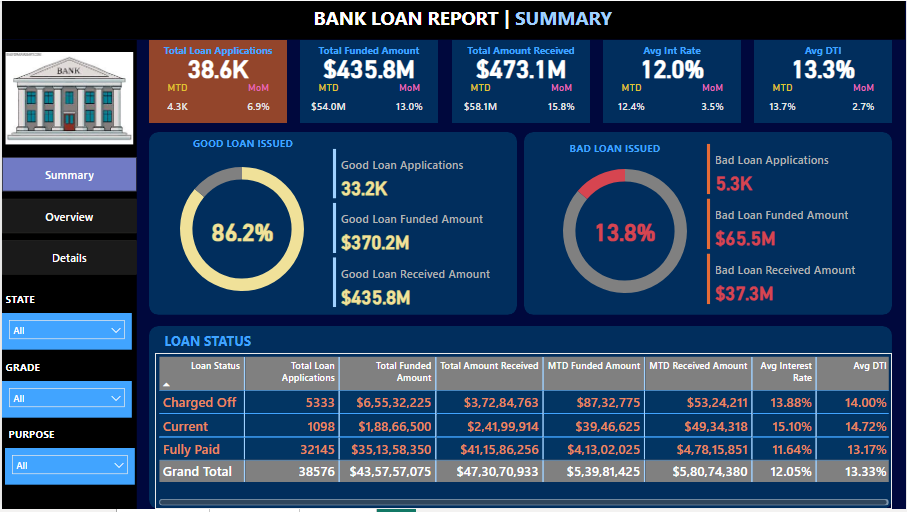 BANK LOAN REPORT | SUMMARY
BANK
Summary
Overview
Details
STATE
All
GRADE
All
PURPOSE
All
Total Loan Applications
38.6K
MTD MoM
4.3K 6.9%
Total Funded Amount
$435.8M
MTD MoM
$54.0M 13.0%
Total Amount Received
$473.1M
MTD MoM
$58.1M 15.8%
Avg Int Rate
12.0%
MTD MoM
12.4% 3.5%
Avg DTI
13.3%
MTD MoM
13.7% 2.7%
GOOD LOAN ISSUED
86.2%
Good Loan Applications
33.2K
Good Loan Funded Amount
$370.2M
Good Loan Received Amount
$435.8M
BAD LOAN ISSUED
13.8%
Bad Loan Applications
5.3K
Bad Loan Funded Amount
$65.5M
Bad Loan Received Amount
$37.3M
LOAN STATUS
Loan Status Total Loan Applications Total Funded Amount Total Amount Received MTD Funded Amount MTD Received Amount Avg Interest Rate Avg DTI
Charged Off 5333 $6,55,32,225 $3,72,84,763 $87,32,775 $53,24,211 13.88% 14.00%
Current 1098 $1,88,66,500 $2,41,99,914 $39,46,625 $49,34,318 15.10% 14.72%
Fully Paid 32145 $35,13,58,350 $41,15,86,256 $4,13,02,025 $4,78,15,851 11.64% 13.17%
Grand Total 38576 $43,57,57,075 $47,30,70,933 $5,39,81,425 $5,80,74,380 12.05% 13.33%